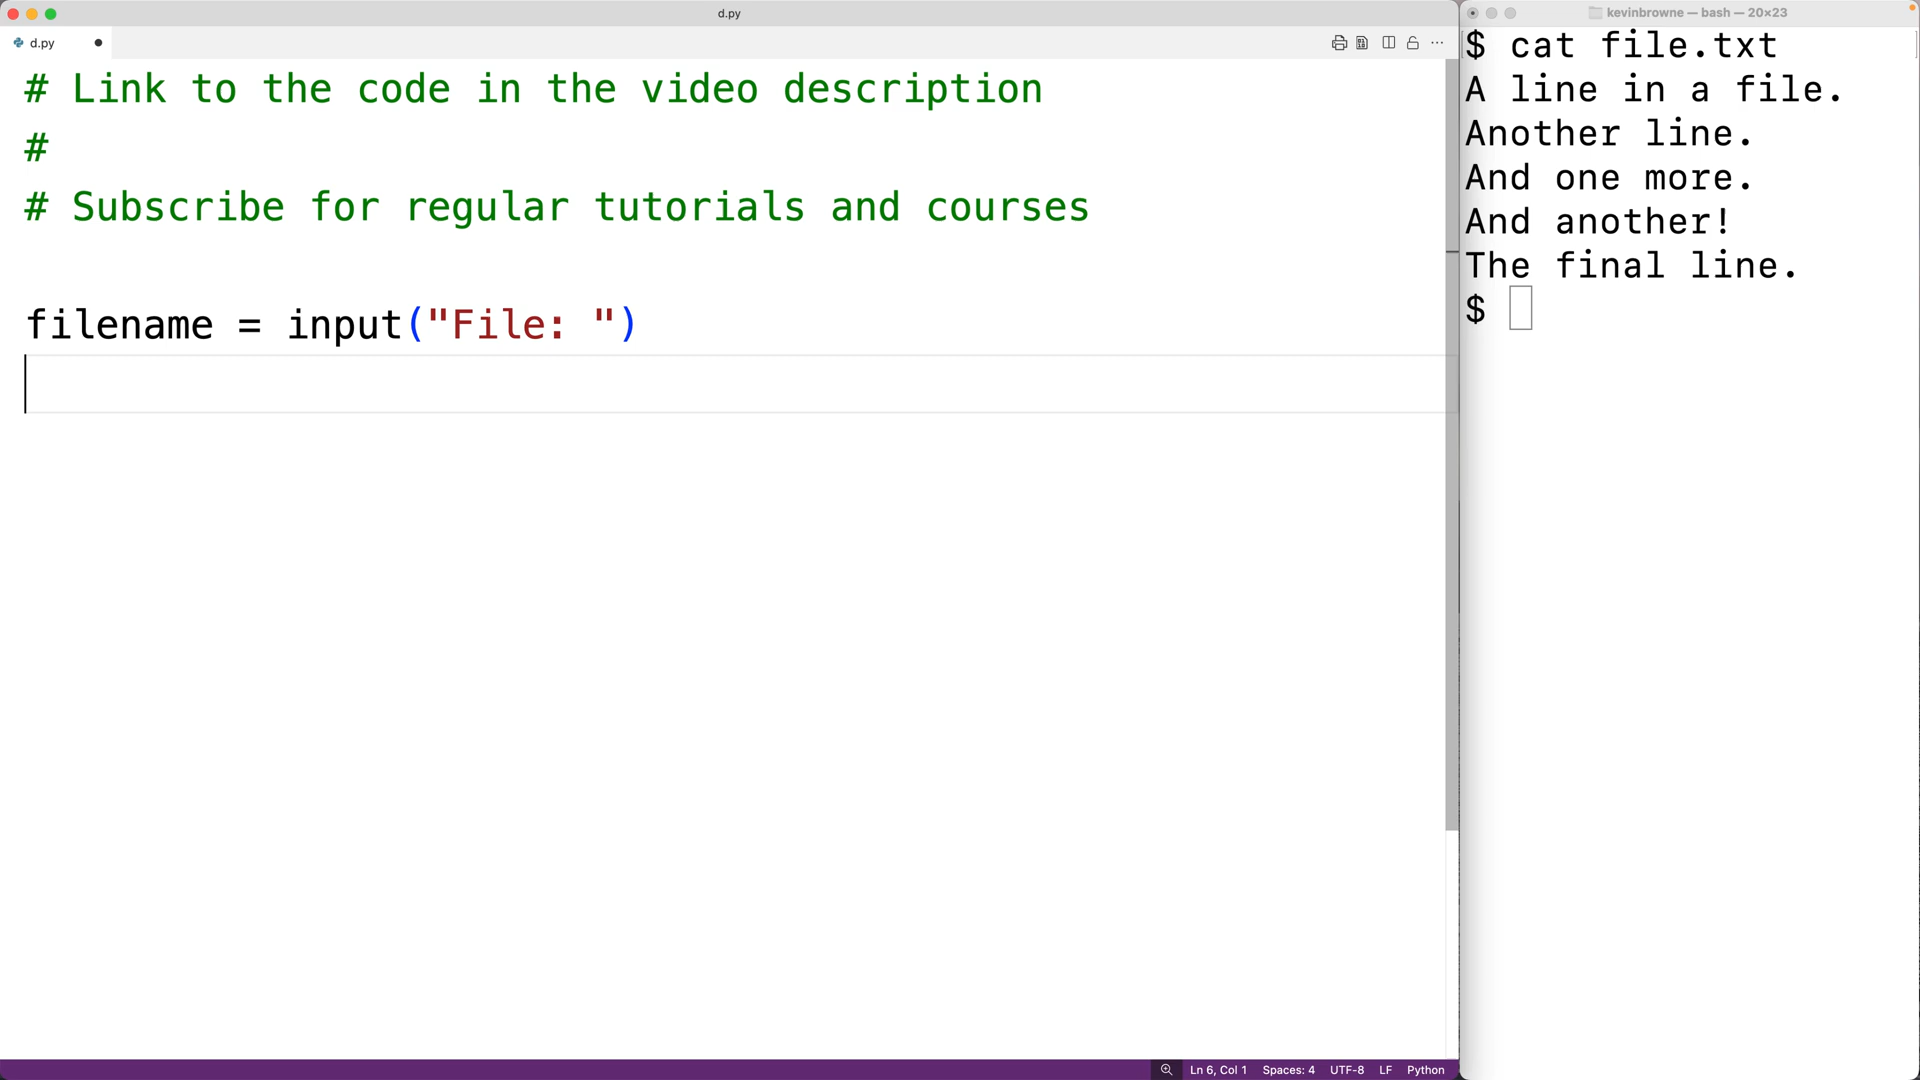 d.py
d.py
# Link to the code in the video description
#
# Subscribe for regular tutorials and courses
filename = input("File: ")
Ln 6, Col 1 Spaces: 4 UTF-8 LF Python
kevinbrowne — bash — 20×23
$ cat file.txt
A line in a file.
Another line.
And one more.
And another!
The final line.
$